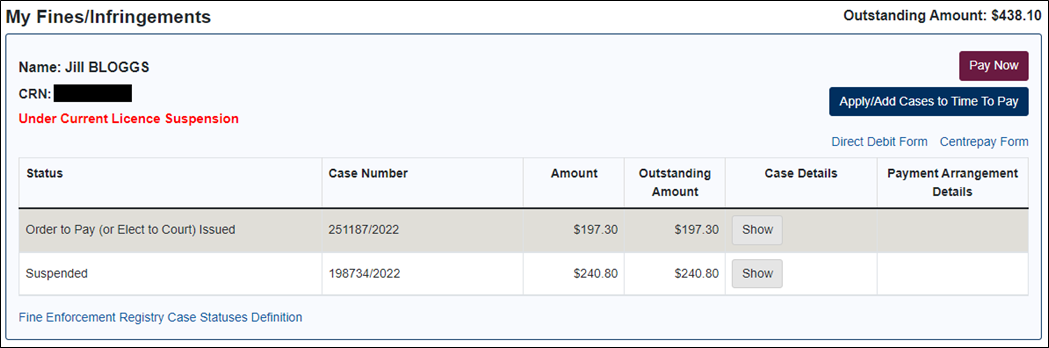 My Fines/Infringements
Outstanding Amount: $438.10
Name: Jill BLOGGS
Pay Now
CRN:
Apply/Add Cases to Time To Pay
Under Current Licence Suspension
Direct Debit Form Centrepay Form
Status Case Number Amount Outstanding Amount Case Details Payment Arrangement Details
Order to Pay (or Elect to Court) Issued 251187/2022 $197.30 $197.30 Show
Suspended 198734/2022 $240.80 $240.80 Show
Fine Enforcement Registry Case Statuses Definition